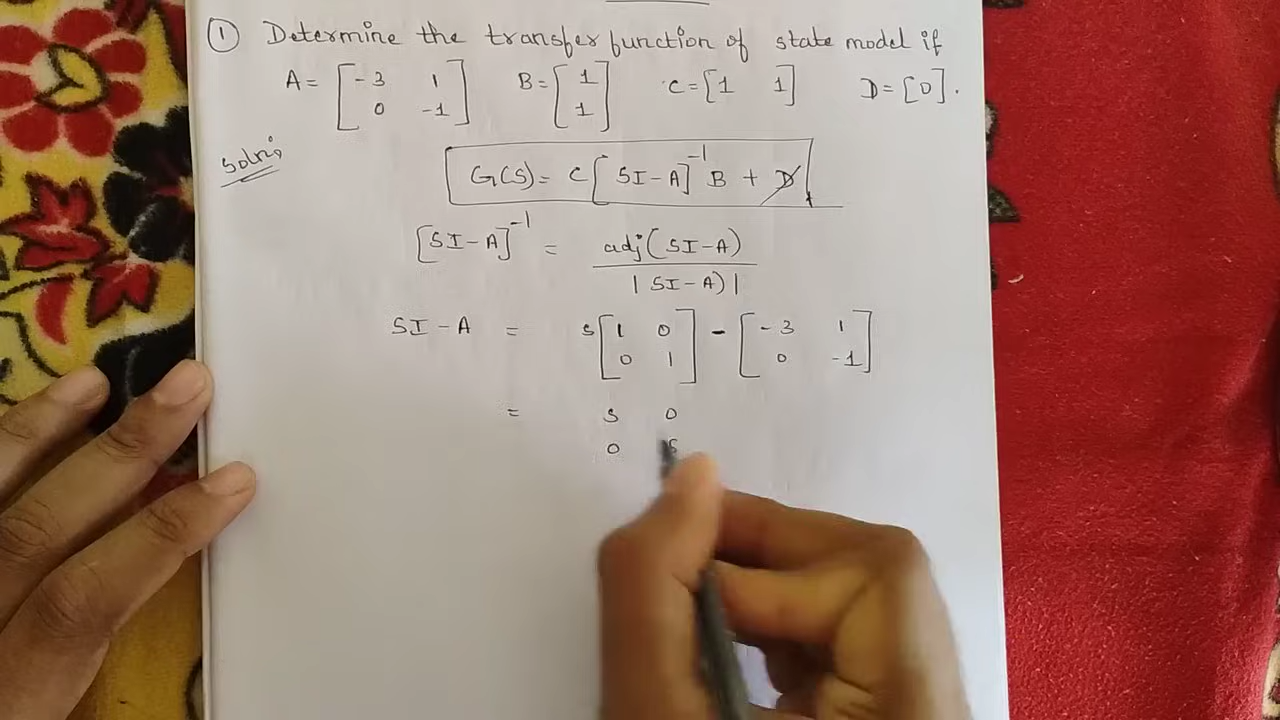 ① Determine the transfer function of state model if
A = [ -3 1 B = [ 1 C = [1 1] D = [0].
0 -1 ] 1 ]
Soln:
G(S) = C [SI-A]^-1 B + D
[SI-A]^-1 = adj(SI-A)
|SI-A)|
SI-A = S [ 1 0 - [ -3 1
0 1 ] 0 -1 ]
= S 0
0 S